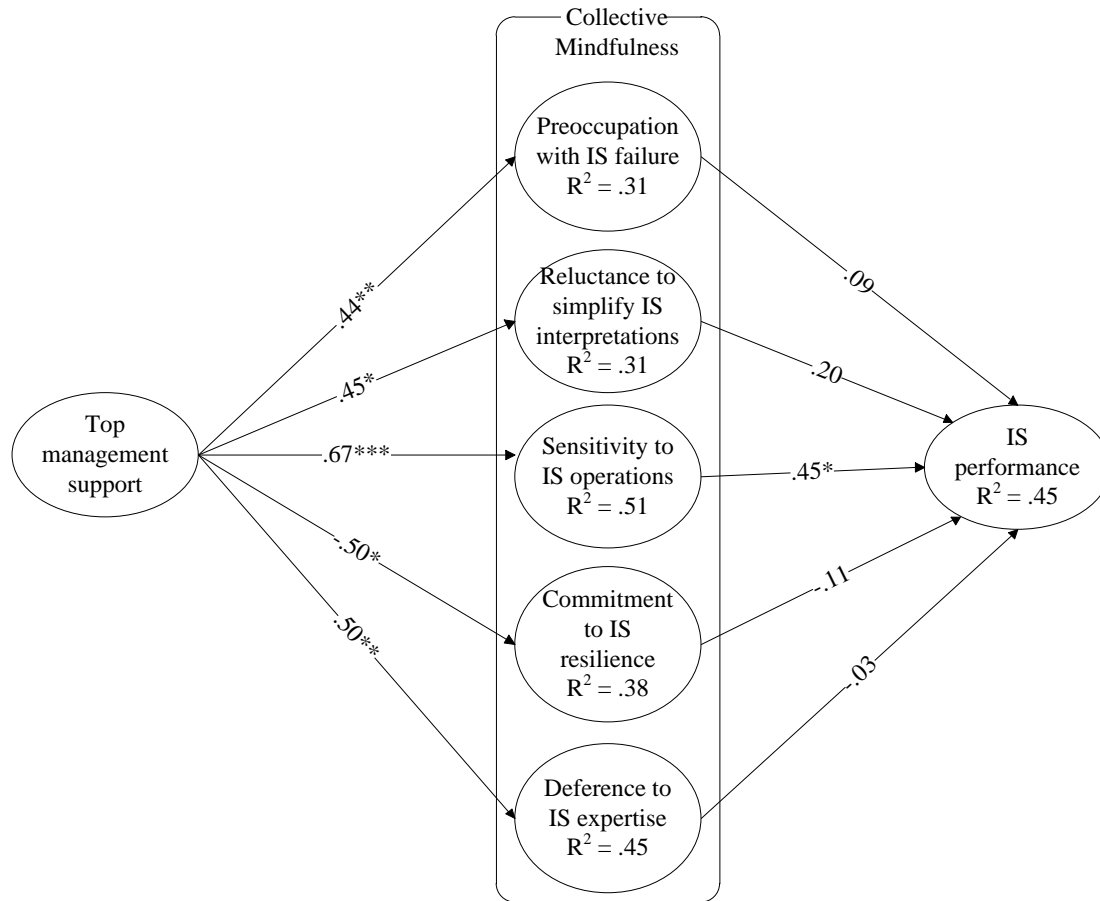 Collective
Mindfulness
Preoccupation
with IS failure
R² = .31
Reluctance to
simplify IS
interpretations
R² = .31
Sensitivity to
IS operations
R² = .51
Commitment
to IS
resilience
R² = .38
Deference to
IS expertise
R² = .45
Top
management
support
IS
performance
R² = .45
.44**
.45*
.67***
-.50*
.50**
.09
.20
.45*
-.11
-.03